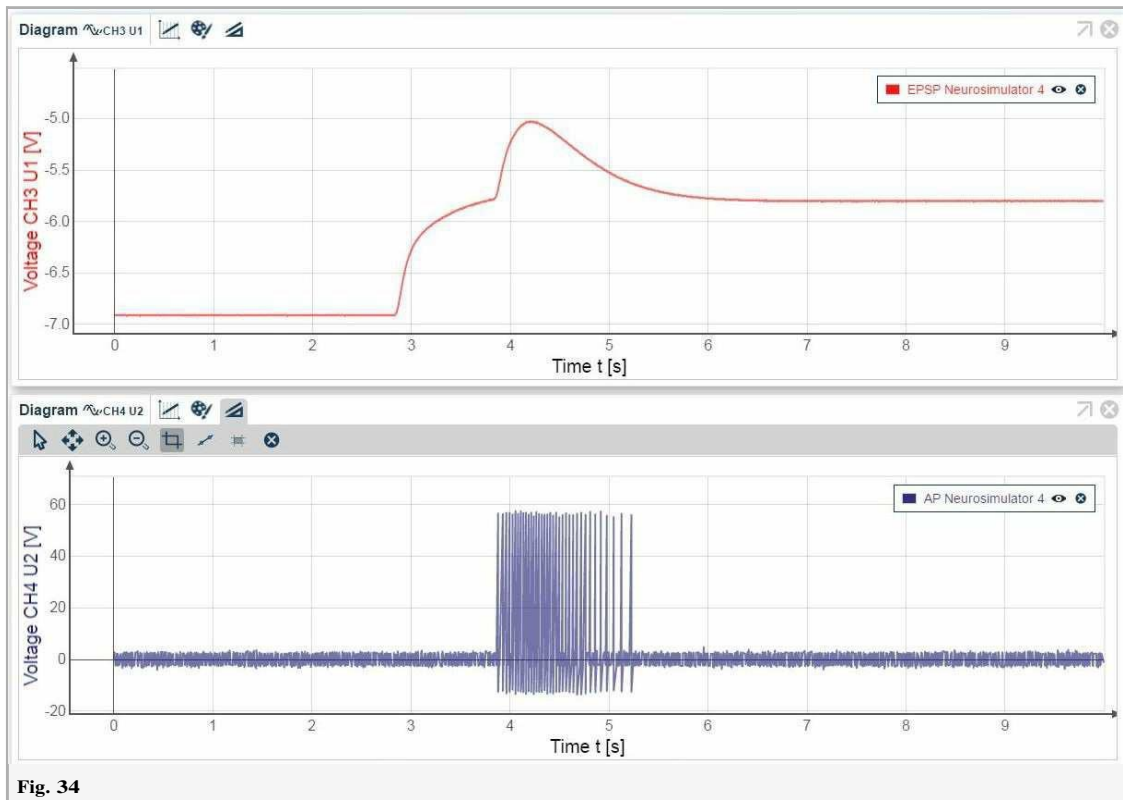 Diagram CH3 U1
EPSP Neurosimulator 4
Voltage CH3 U1 [V]
-5.0
-5.5
-6.0
-6.5
-7.0
0 1 2 3 4 5 6 7 8 9
Time t [s]
Diagram CH4 U2
AP Neurosimulator 4
Voltage CH4 U2 [V]
60
40
20
0
-20
0 1 2 3 4 5 6 7 8 9
Time t [s]
Fig. 34